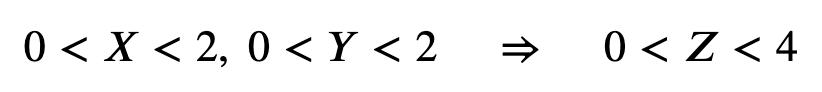 0 < X < 2, 0 < Y < 2 ⇒ 0 < Z < 4